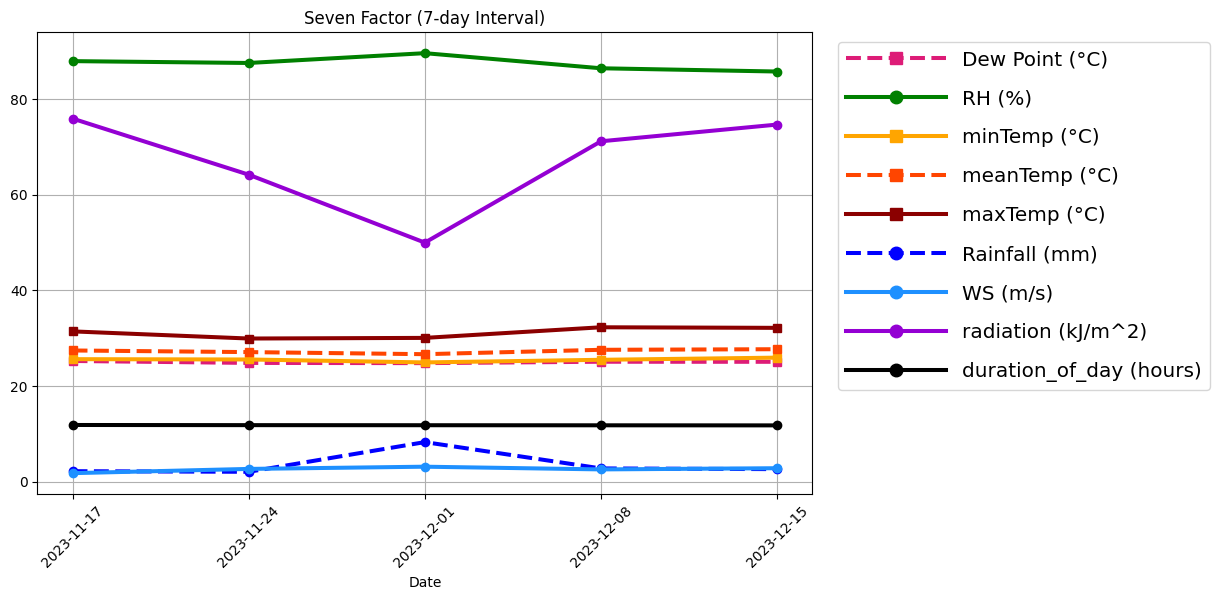 Seven Factor (7-day Interval)
80
60
40
20
0
2023-11-17
2023-11-24
2023-12-01
2023-12-08
2023-12-15
Date
Dew Point (°C)
RH (%)
minTemp (°C)
meanTemp (°C)
maxTemp (°C)
Rainfall (mm)
WS (m/s)
radiation (kJ/m^2)
duration_of_day (hours)